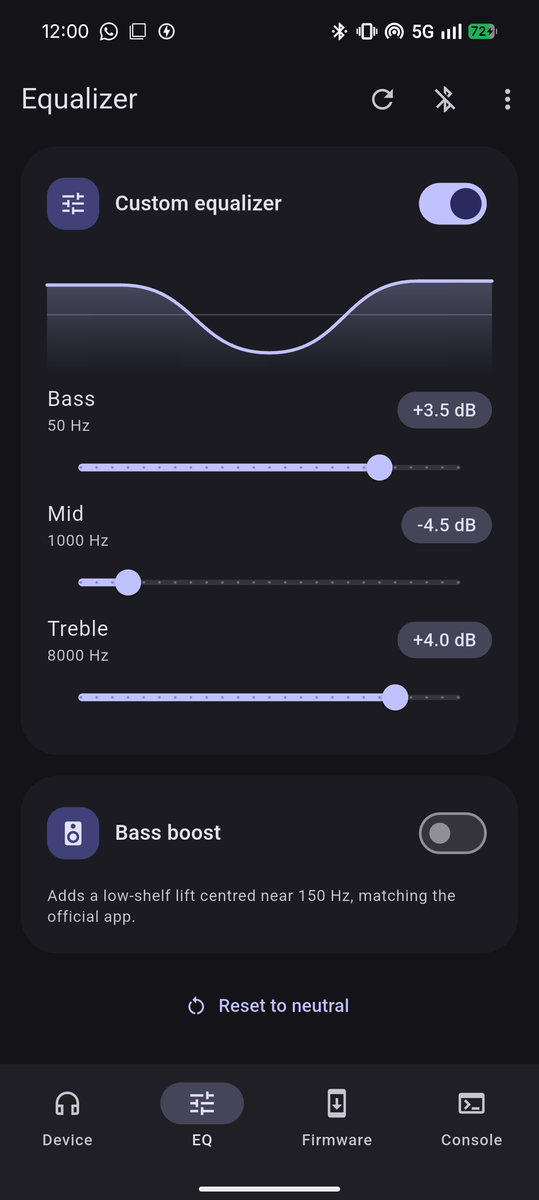 12:00
5G
72
Equalizer
Custom equalizer
Bass
+3.5 dB
50 Hz
Mid
-4.5 dB
1000 Hz
Treble
+4.0 dB
8000 Hz
Bass boost
Adds a low-shelf lift centred near 150 Hz, matching the
official app.
Reset to neutral
Device
EQ
Firmware
Console